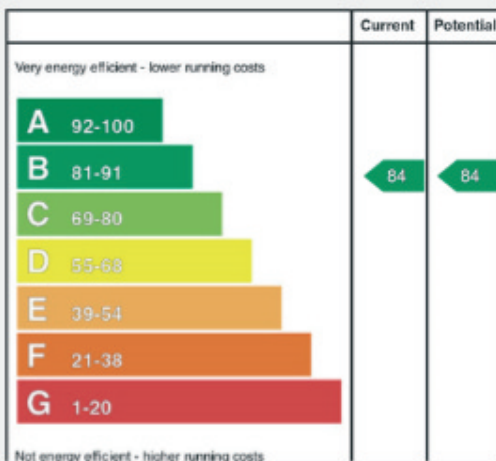 Current Potential
Very energy efficient - lower running costs
A 92-100
B 81-91 84 84
C 69-80
D 55-68
E 39-54
F 21-38
G 1-20
Not energy efficient - higher running costs